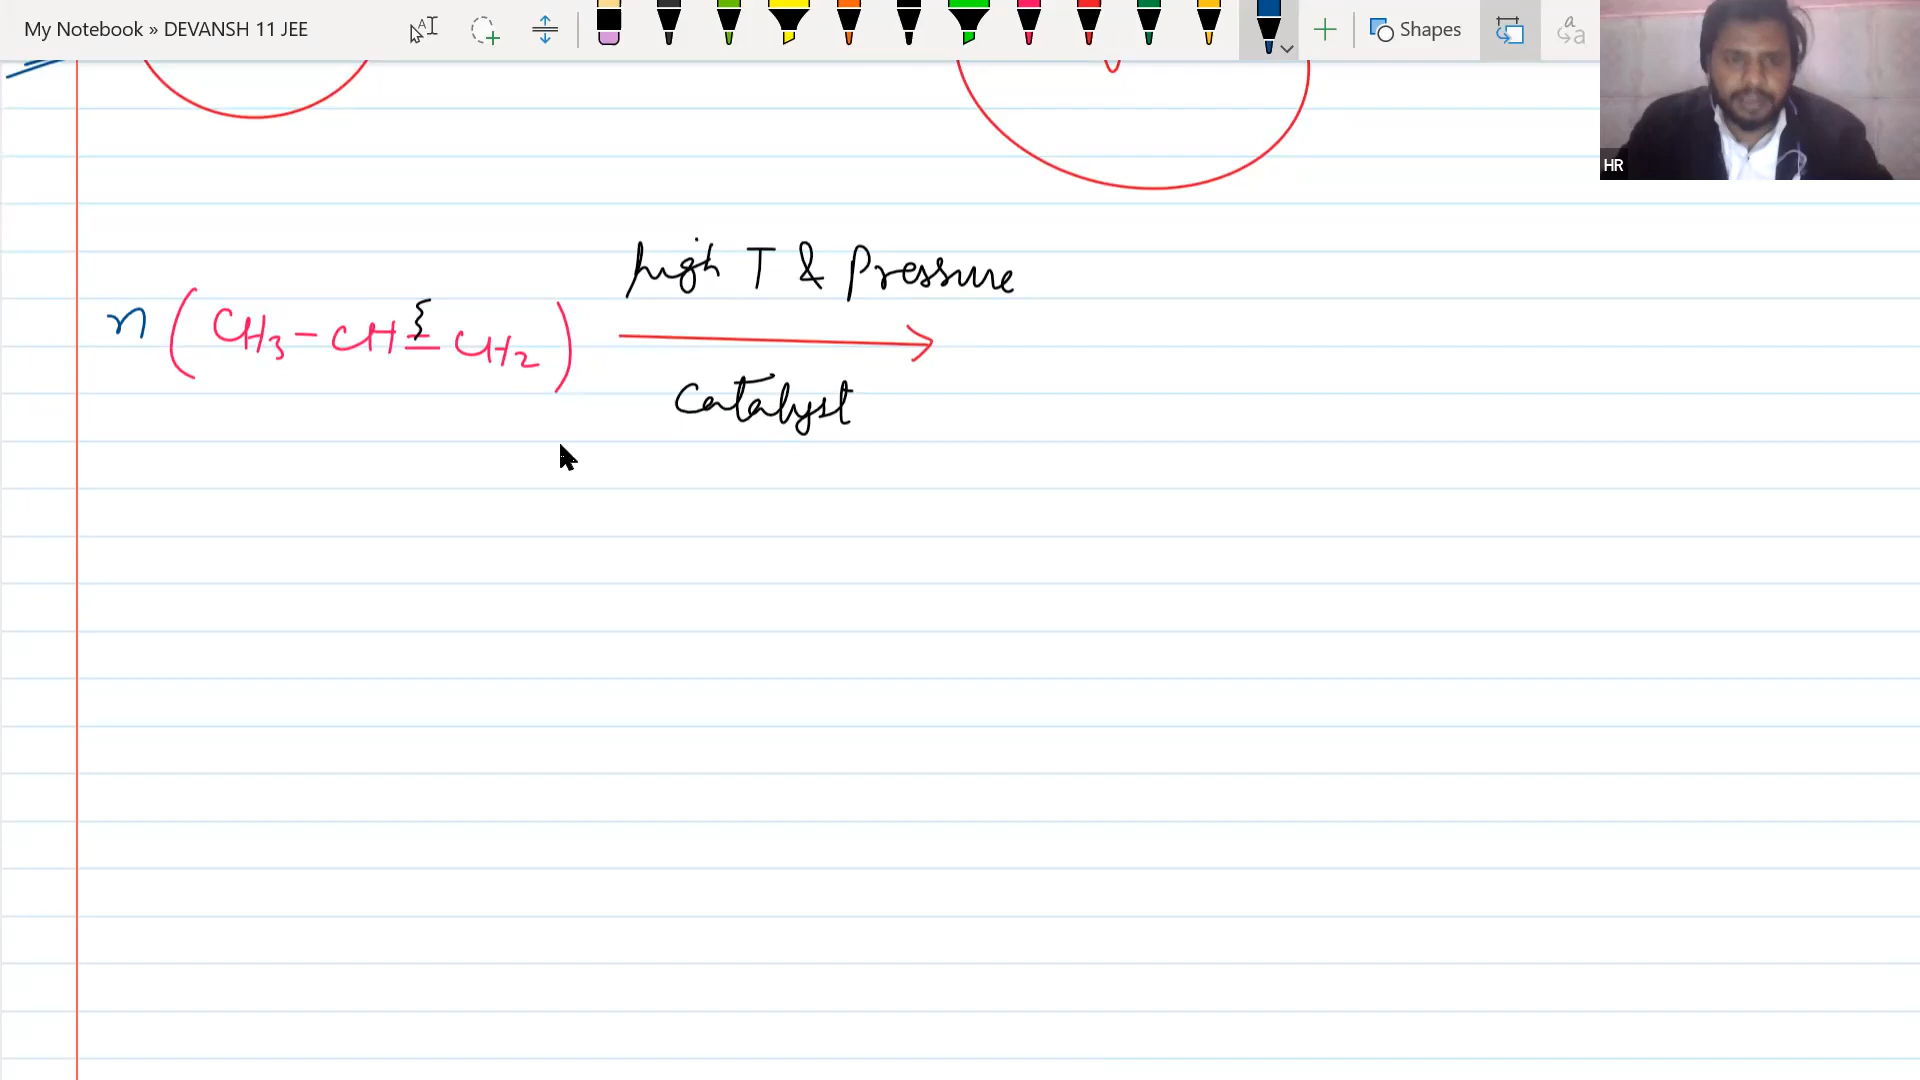 My Notebook » DEVANSH 11 JEE
Shapes
HR
high T & Pressure
n(CH3-CH=CH2)
Catalyst